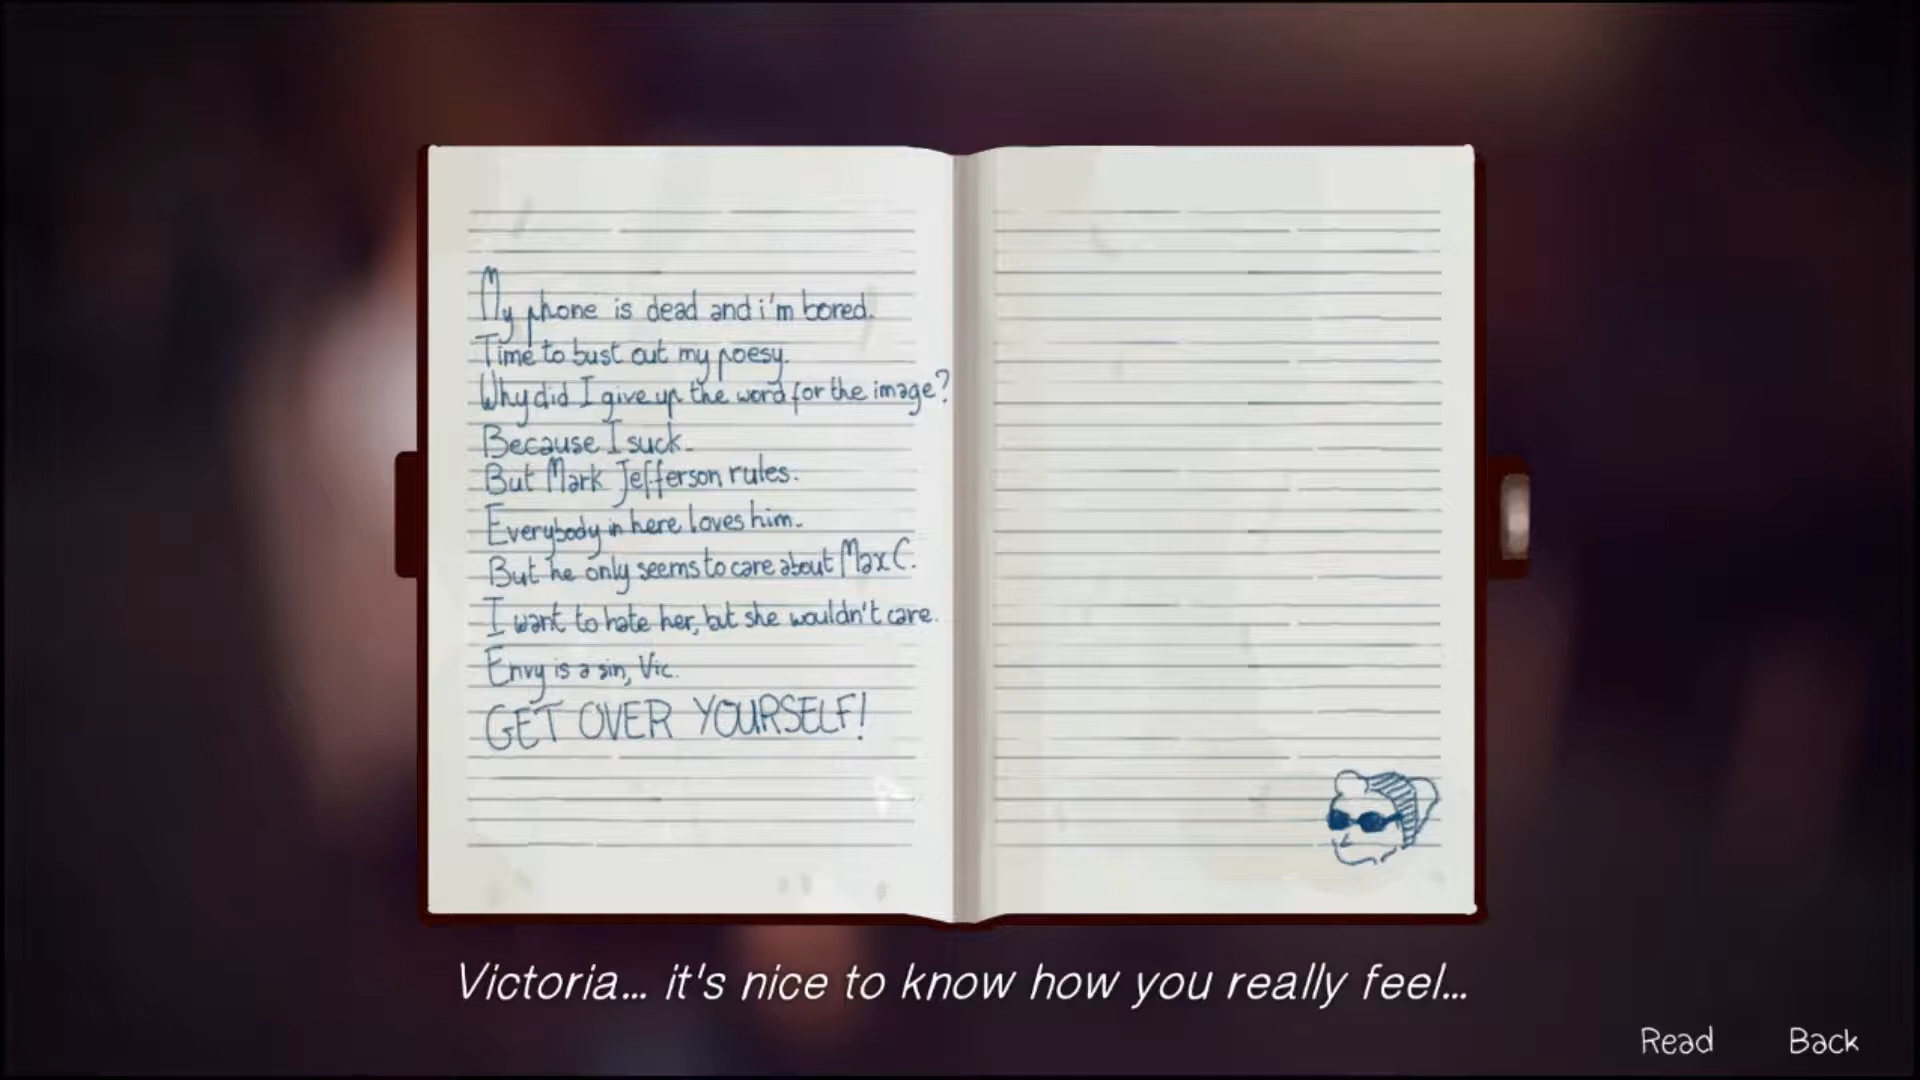 My phone is dead and i'm bored.
Time to bust out my poesy.
Why did I give up the word for the image?
Because I suck.
But Mark Jefferson rules.
Everybody in here loves him.
But he only seems to care about Max C.
I want to hate her, but she wouldn't care.
Envy is a sin, Vic.
GET OVER YOURSELF!
Victoria... it's nice to know how you really feel...
Read Back